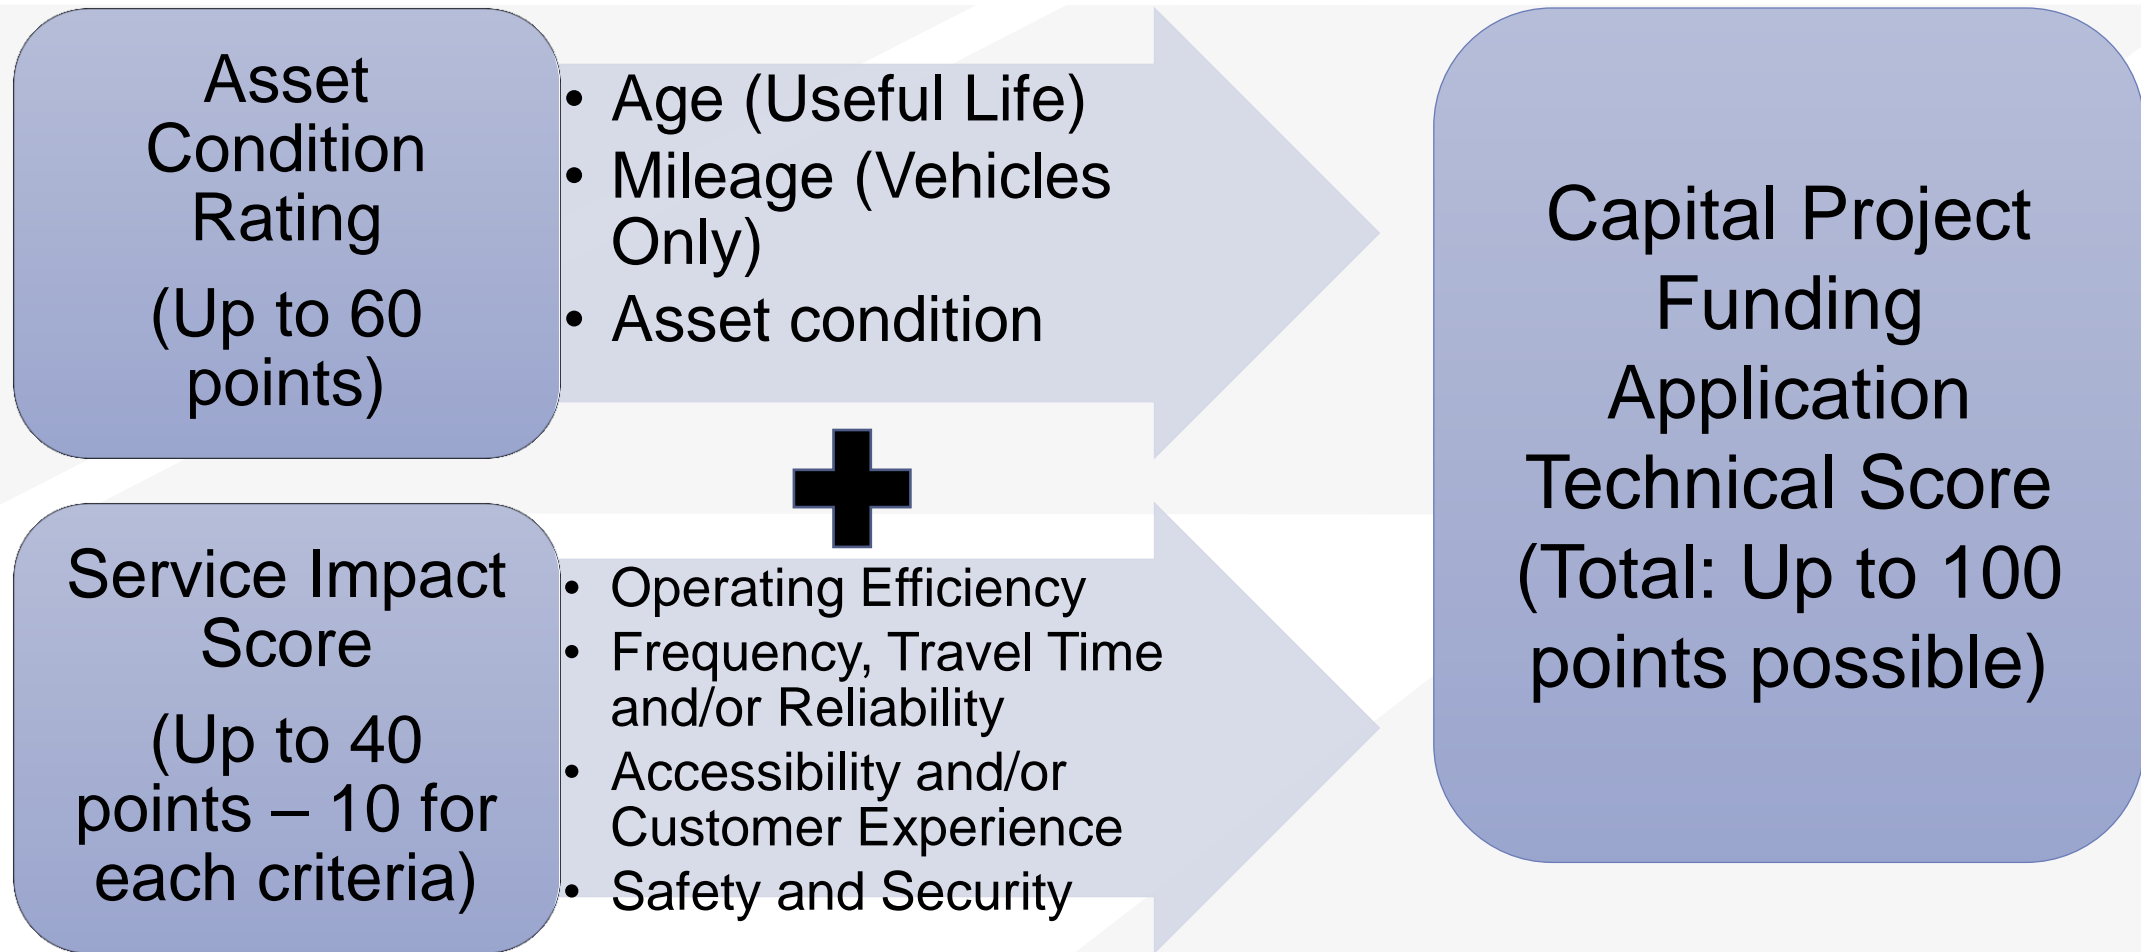 Asset
Condition
Rating
(Up to 60
points)
• Age (Useful Life)
• Mileage (Vehicles
Only)
• Asset condition
Service Impact
Score
(Up to 40
points – 10 for
each criteria)
• Operating Efficiency
• Frequency, Travel Time
and/or Reliability
• Accessibility and/or
Customer Experience
• Safety and Security
Capital Project
Funding
Application
Technical Score
(Total: Up to 100
points possible)